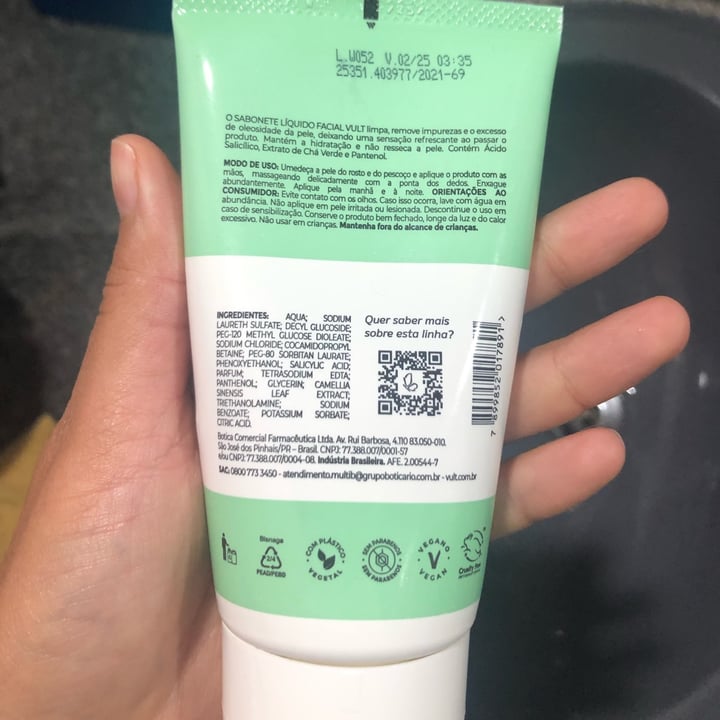 L.W052 V.02/25 03:35
25351.403977/2021-69
O SABONETE LÍQUIDO FACIAL VULT limpa, remove impurezas e o excesso
de oleosidade da pele, deixando uma sensação refrescante ao passar o
produto. Mantém a hidratação e não resseca a pele. Contém Ácido
Salicílico, Extrato de Chá Verde e Pantenol.
MODO DE USO: Umedeça a pele do rosto e do pescoço e aplique o produto com as
mãos, massageando delicadamente com a ponta dos dedos. Enxague
abundantemente. Aplique pela manhã e à noite. ORIENTAÇÕES AO
CONSUMIDOR: Evite contato com os olhos. Caso isso ocorra, lave com água em
abundância. Não aplique em pele irritada ou lesionada. Descontinue o uso em
caso de sensibilização. Conserve o produto bem fechado, longe da luz e do calor
excessivo. Não usar em crianças. Mantenha fora do alcance de crianças.
INGREDIENTES: AQUA; SODIUM
LAURETH SULFATE; DECYL GLUCOSIDE;
PEG-120 METHYL GLUCOSE DIOLEATE;
SODIUM CHLORIDE; COCAMIDOPROPYL
BETAINE; PEG-80 SORBITAN LAURATE;
PHENOXYETHANOL; SALICYLIC ACID;
PARFUM; TETRASODIUM EDTA;
PANTHENOL; GLYCERIN; CAMELLIA
SINENSIS LEAF EXTRACT;
TRIETHANOLAMINE; SODIUM
BENZOATE; POTASSIUM SORBATE;
CITRIC ACID.
Quer saber mais
sobre esta linha?
7 899852 017891 >
Botica Comercial Farmacêutica Ltda. Av. Rui Barbosa, 4.110 83.050-010.
São José dos Pinhais/PR – Brasil. CNPJ: 77.388.007/0001-57
e/ou CNPJ: 77.388.007/0004-08. Indústria Brasileira. AFE. 2.00544-7
SAC: 0800 773 3450 - atendimento.multib@grupoboticario.com.br - vult.com.br
Bisnaga
2/4
PEAD/PEBD
COM PLÁSTICO
VEGETAL
SEM PARABENOS
SEM PARABENOS
VEGANO
V
VEGAN
Cruelty free